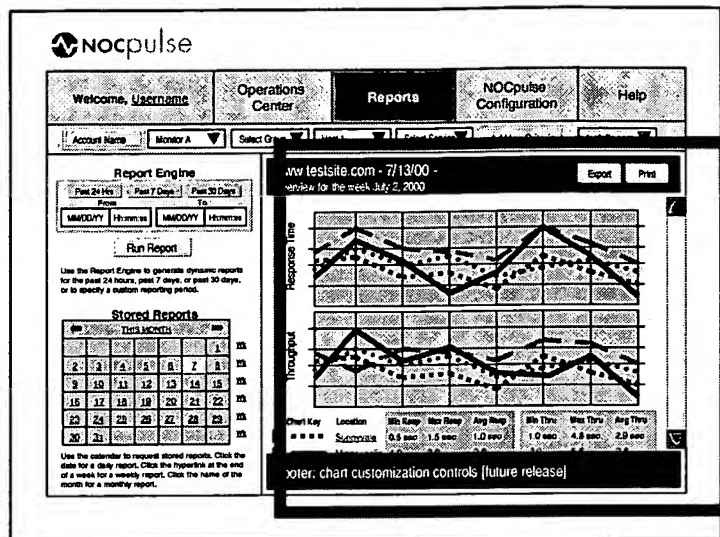 NOCpulse
Welcome, Username
Operations Center
Reports
NOCpulse Configuration
Help
Account Name
Monitor A
Select Group
Report Engine
Past 24 Hrs
Past 7 Days
Past 30 Days
From
To
MM/DD/YY
Hh:mm:ss
MM/DD/YY
Hh:mm:ss
Run Report
Use the Report Engine to generate dynamic reports
for the past 24 hours, past 7 days, or past 30 days,
or to specify a custom reporting period.
Stored Reports
THIS MONTH
1
2 3 4 5 6 7 8
9 10 11 12 13 14 15
16 17 18 19 20 21 22
23 24 25 26 27 28 29
30 31
Use the calendar to request stored reports. Click the
date for a daily report. Click the hyperlink at the end
of a week for a weekly report. Click the name of the
month for a monthly report.
ww testsite.com - 7/13/00 -
erview for the week July 2, 2000
Export
Print
Response Time
Throughput
Chart Key
Location
Min Resp
Max Resp
Avg Resp
Min Thru
Max Thru
Avg Thru
Sunnyvale
0.5 sec
1.5 sec
1.0 sec
1.0 sec
4.8 sec
2.9 sec
ooter: chart customization controls [future release]